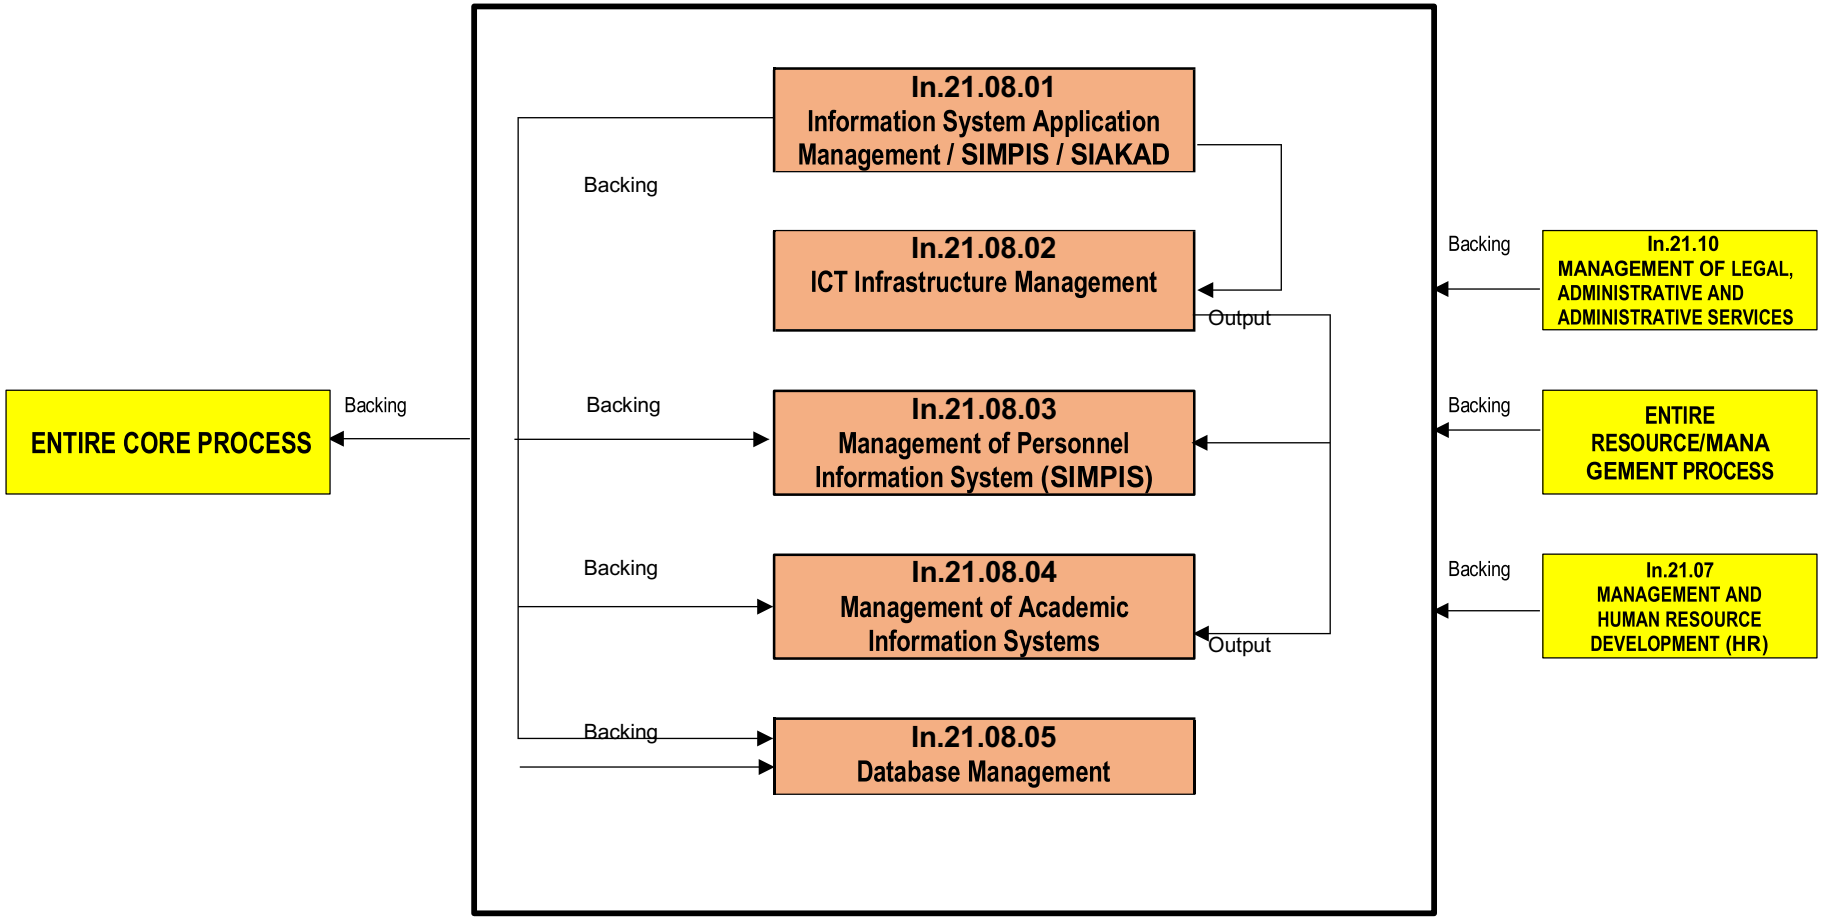 In.21.08.01
Information System Application
Management / SIMPIS / SIAKAD
Backing
In.21.08.02
ICT Infrastructure Management
Output
Backing
In.21.10
MANAGEMENT OF LEGAL,
ADMINISTRATIVE AND
ADMINISTRATIVE SERVICES
ENTIRE CORE PROCESS
Backing
Backing
In.21.08.03
Management of Personnel
Information System (SIMPIS)
Backing
ENTIRE
RESOURCE/MANA
GEMENT PROCESS
Backing
In.21.08.04
Management of Academic
Information Systems
Output
Backing
In.21.07
MANAGEMENT AND
HUMAN RESOURCE
DEVELOPMENT (HR)
Backing
In.21.08.05
Database Management